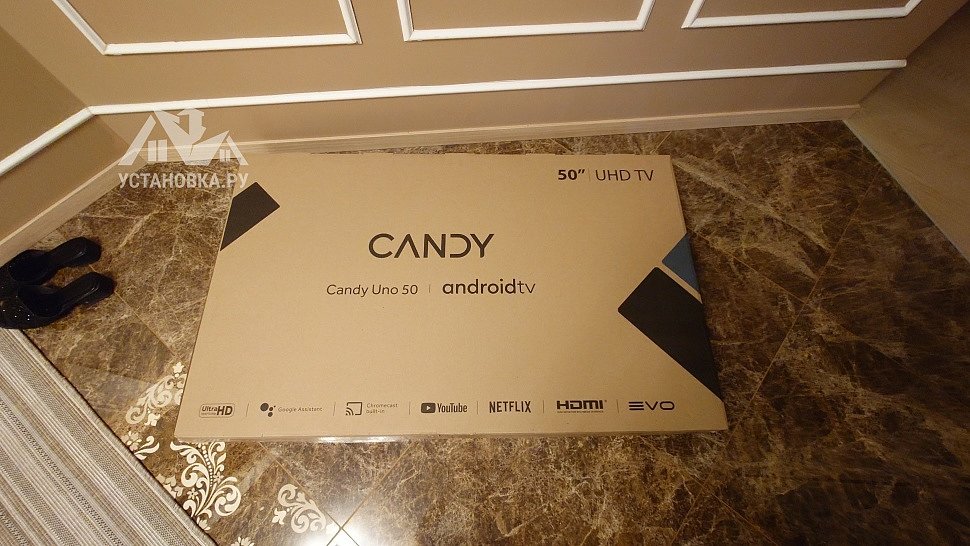 УСТАНОВКА.РУ
50” | UHD TV
CANDY
Candy Uno 50 | androidtv
Ultra HD | Google Assistant | Chromecast built-in | YouTube | NETFLIX | HDMI | EVO